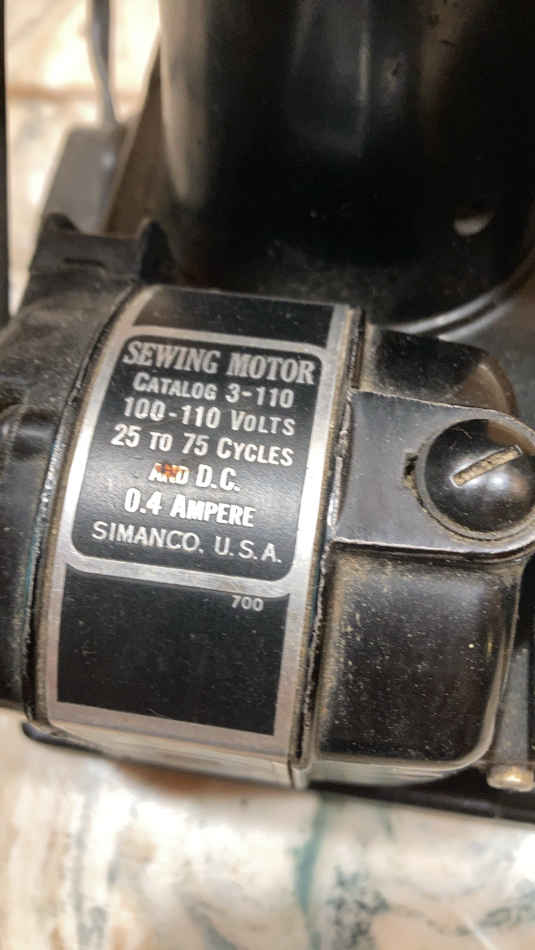 SEWING MOTOR
CATALOG 3-110
100-110 VOLTS
25 TO 75 CYCLES
AND D.C.
0.4 AMPERE
SIMANCO. U.S.A.
700